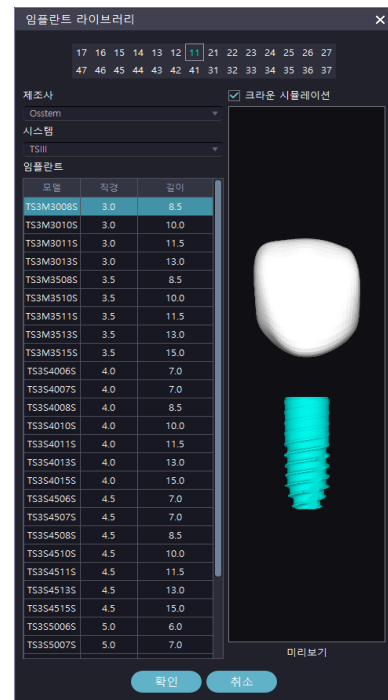 임플란트 라이브러리
17 16 15 14 13 12 11 21 22 23 24 25 26 27
47 46 45 44 43 42 41 31 32 33 34 35 36 37
제조사
크라운 시뮬레이션
Osstem
시스템
TSIII
임플란트
모델 직경 길이
TS3M3008S 3.0 8.5
TS3M3010S 3.0 10.0
TS3M3011S 3.0 11.5
TS3M3013S 3.0 13.0
TS3M3508S 3.5 8.5
TS3M3510S 3.5 10.0
TS3M3511S 3.5 11.5
TS3M3513S 3.5 13.0
TS3M3515S 3.5 15.0
TS3S4006S 4.0 7.0
TS3S4007S 4.0 7.0
TS3S4008S 4.0 8.5
TS3S4010S 4.0 10.0
TS3S4011S 4.0 11.5
TS3S4013S 4.0 13.0
TS3S4015S 4.0 15.0
TS3S4506S 4.5 7.0
TS3S4507S 4.5 7.0
TS3S4508S 4.5 8.5
TS3S4510S 4.5 10.0
TS3S4511S 4.5 11.5
TS3S4513S 4.5 13.0
TS3S4515S 4.5 15.0
TS3S5006S 5.0 6.0
TS3S5007S 5.0 7.0
미리보기
확인 취소